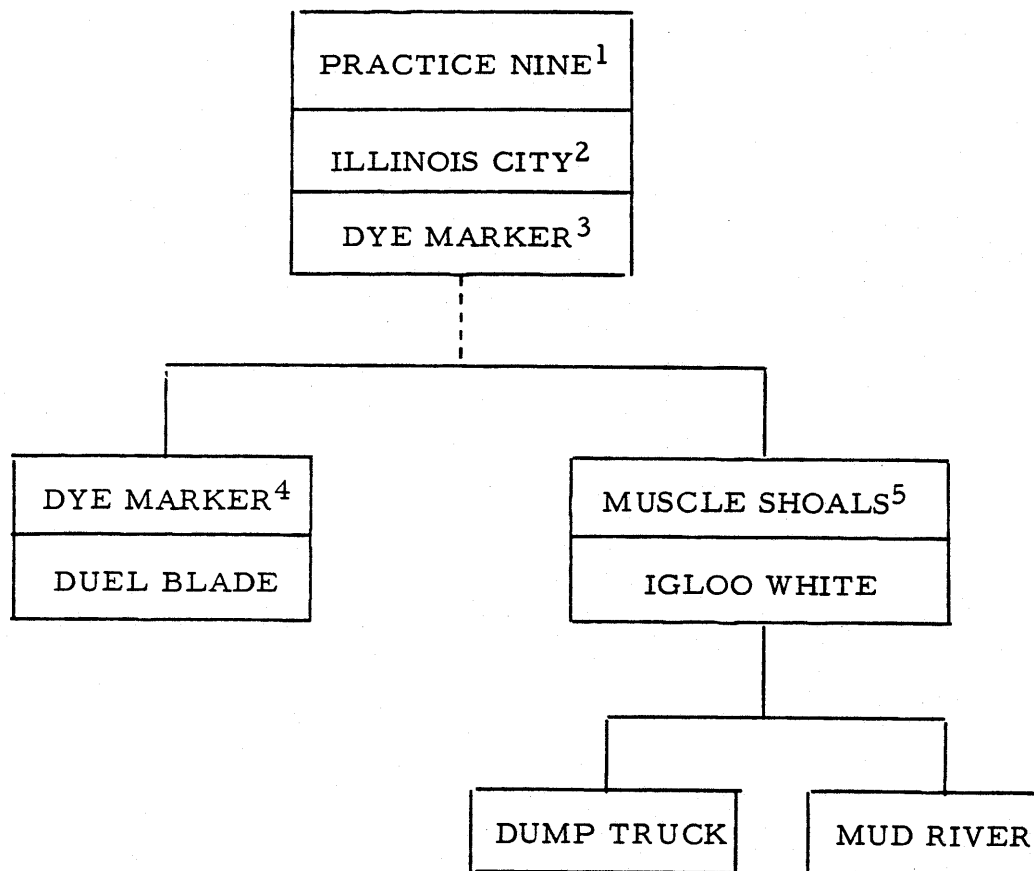 PRACTICE NINE¹
ILLINOIS CITY²
DYE MARKER³
DYE MARKER⁴
DUEL BLADE
MUSCLE SHOALS⁵
IGLOO WHITE
DUMP TRUCK
MUD RIVER